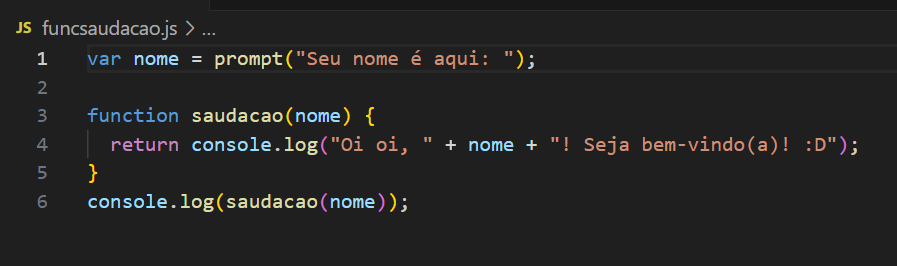 JS funcsaudacao.js > ...
1 var nome = prompt("Seu nome é aqui: ");
2
3 function saudacao(nome) {
4   return console.log("Oi oi, " + nome + "! Seja bem-vindo(a)! :D");
5 }
6 console.log(saudacao(nome));